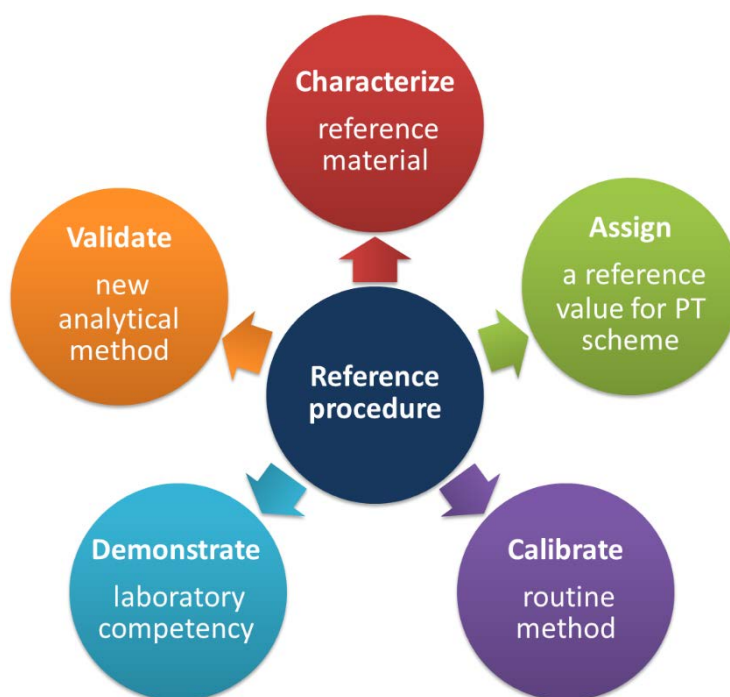 Characterize
reference
material
Validate
new
analytical
method
Assign
a reference
value for PT
scheme
Reference
procedure
Demonstrate
laboratory
competency
Calibrate
routine
method